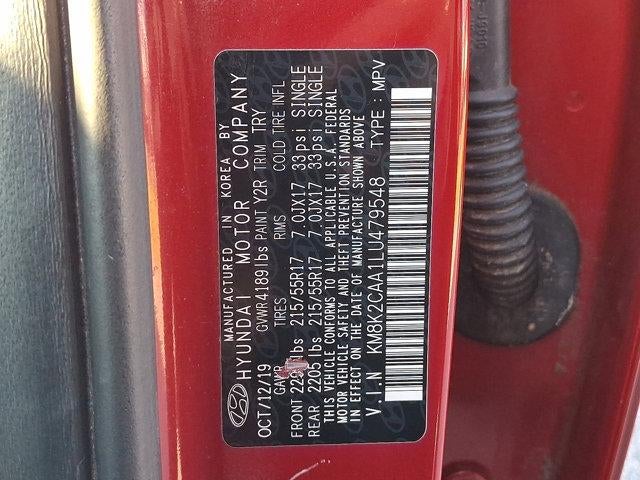 MANUFACTURED IN KOREA BY
HYUNDAI MOTOR COMPANY
OCT/12/19 GVWR4189lbs PAINT Y2R TRIM TRY
GAWR TIRES RIMS COLD TIRE INFL
FRONT lbs 215/55R17 7.0JX17 33psi SINGLE
REAR 2205 lbs 215/55R17 7.0JX17 33psi SINGLE
THIS VEHICLE CONFORMS TO ALL APPLICABLE U.S.A. FEDERAL
MOTOR VEHICLE SAFETY AND THEFT PREVENTION STANDARDS
IN EFFECT ON THE DATE OF MANUFACTURE SHOWN ABOVE
V.I.N KM8K2CAA1LU479548 TYPE : MPV